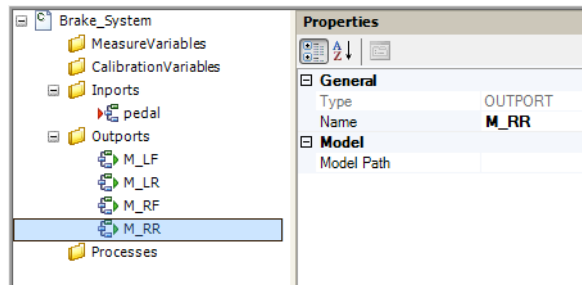 Brake_System
MeasureVariables
CalibrationVariables
Inports
pedal
Outports
M_LF
M_LR
M_RF
M_RR
Processes
Properties
General
Type OUTPORT
Name M_RR
Model
Model Path